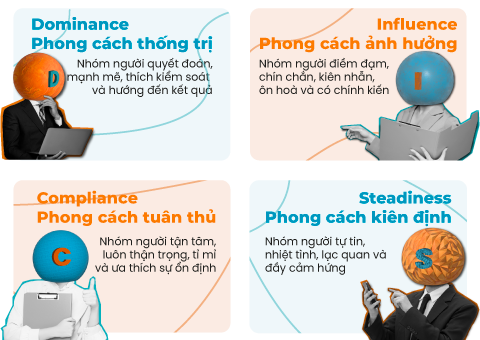 Dominance
Phong cách thống trị
Nhóm người quyết đoán,
mạnh mẽ, thích kiểm soát
và hướng đến kết quả
D
Influence
Phong cách ảnh hưởng
Nhóm người điềm đạm,
chín chắn, kiên nhẫn,
ôn hoà và có chính kiến
I
Compliance
Phong cách tuân thủ
Nhóm người tận tâm,
luôn thận trọng, tỉ mỉ
và ưa thích sự ổn định
C
Steadiness
Phong cách kiên định
Nhóm người tự tin,
nhiệt tình, lạc quan và
đầy cảm hứng
S